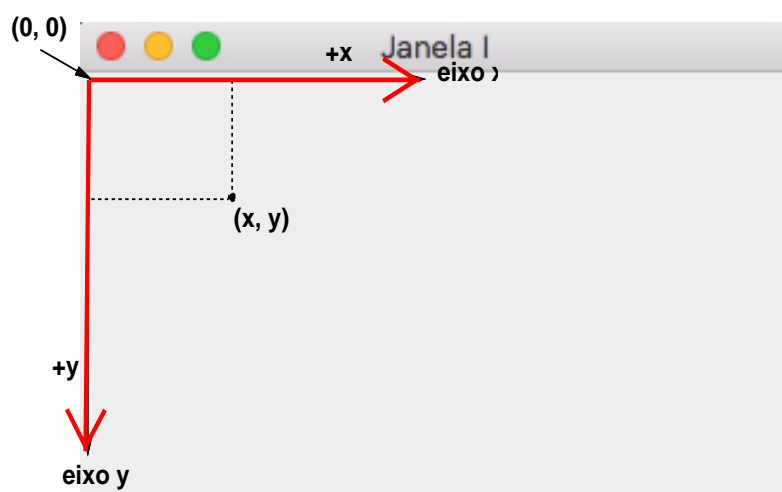 (0, 0)
Janela I
+x
eixo x
(x, y)
+y
eixo y